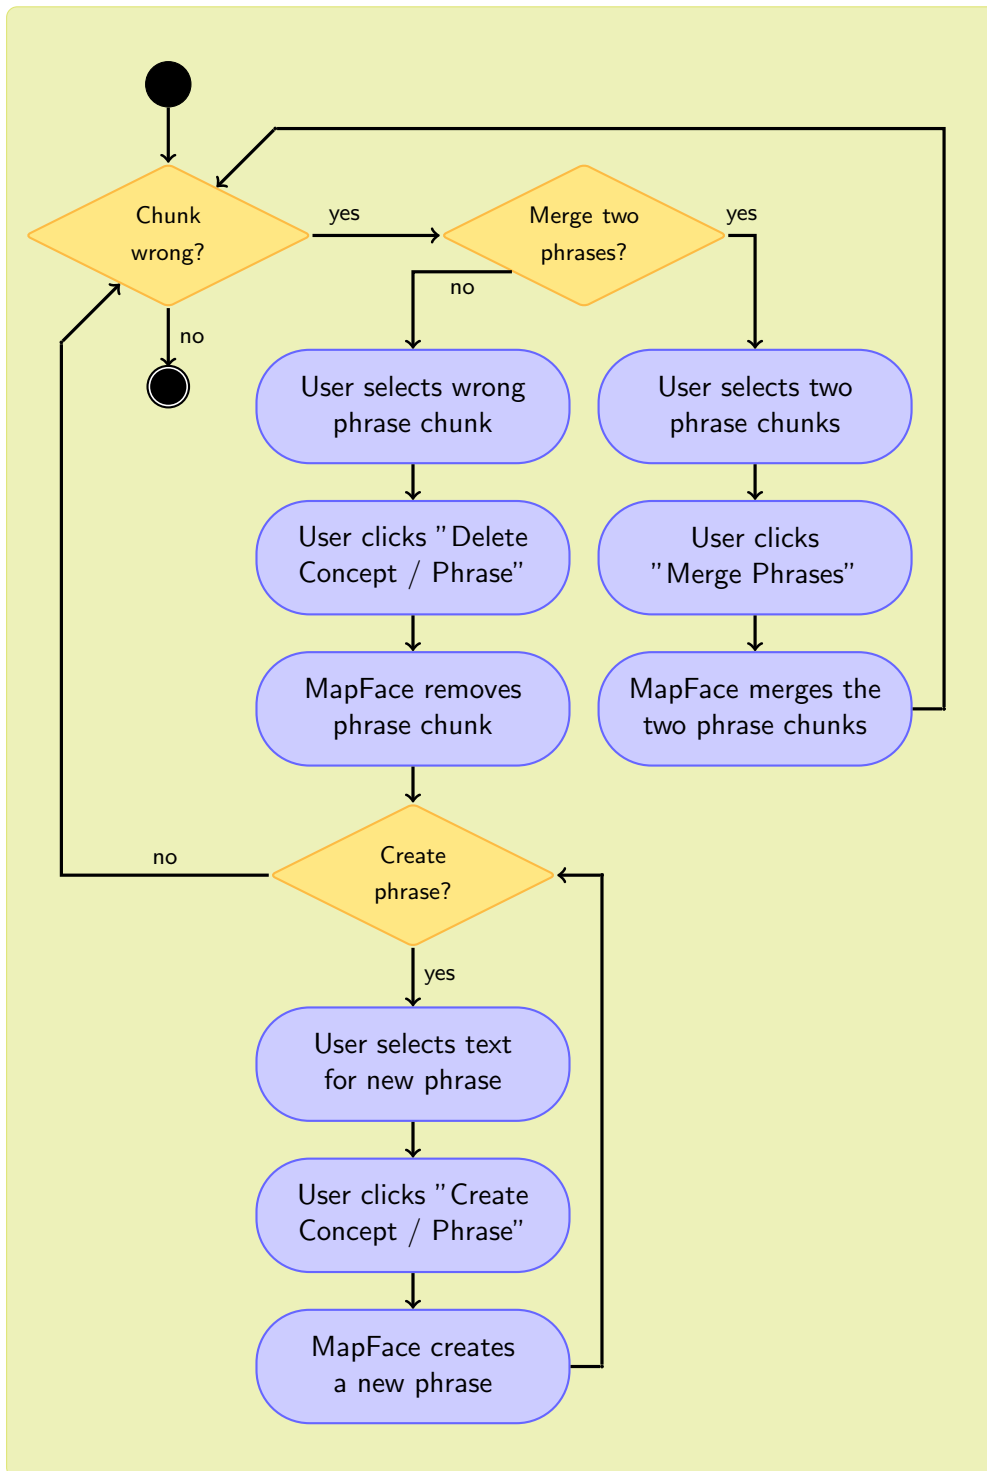 Chunk
wrong?
yes
Merge two
phrases?
yes
no
no
User selects wrong
phrase chunk
User selects two
phrase chunks
User clicks "Delete
Concept / Phrase"
User clicks
"Merge Phrases"
MapFace removes
phrase chunk
MapFace merges the
two phrase chunks
no
Create
phrase?
yes
User selects text
for new phrase
User clicks "Create
Concept / Phrase"
MapFace creates
a new phrase